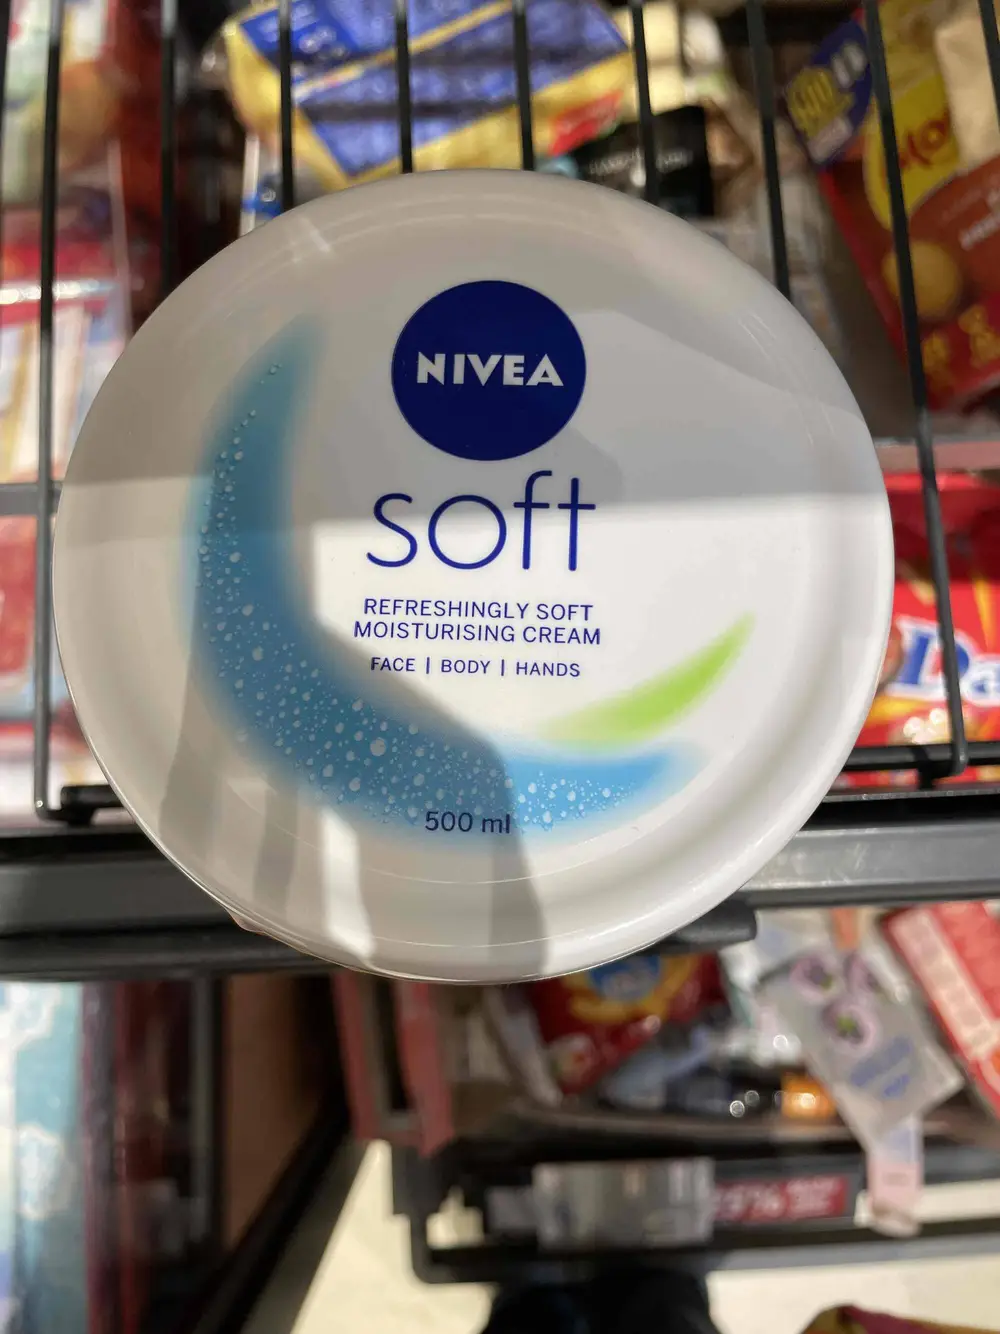 NIVEA
soft
REFRESHINGLY SOFT
MOISTURISING CREAM
FACE | BODY | HANDS
500 ml